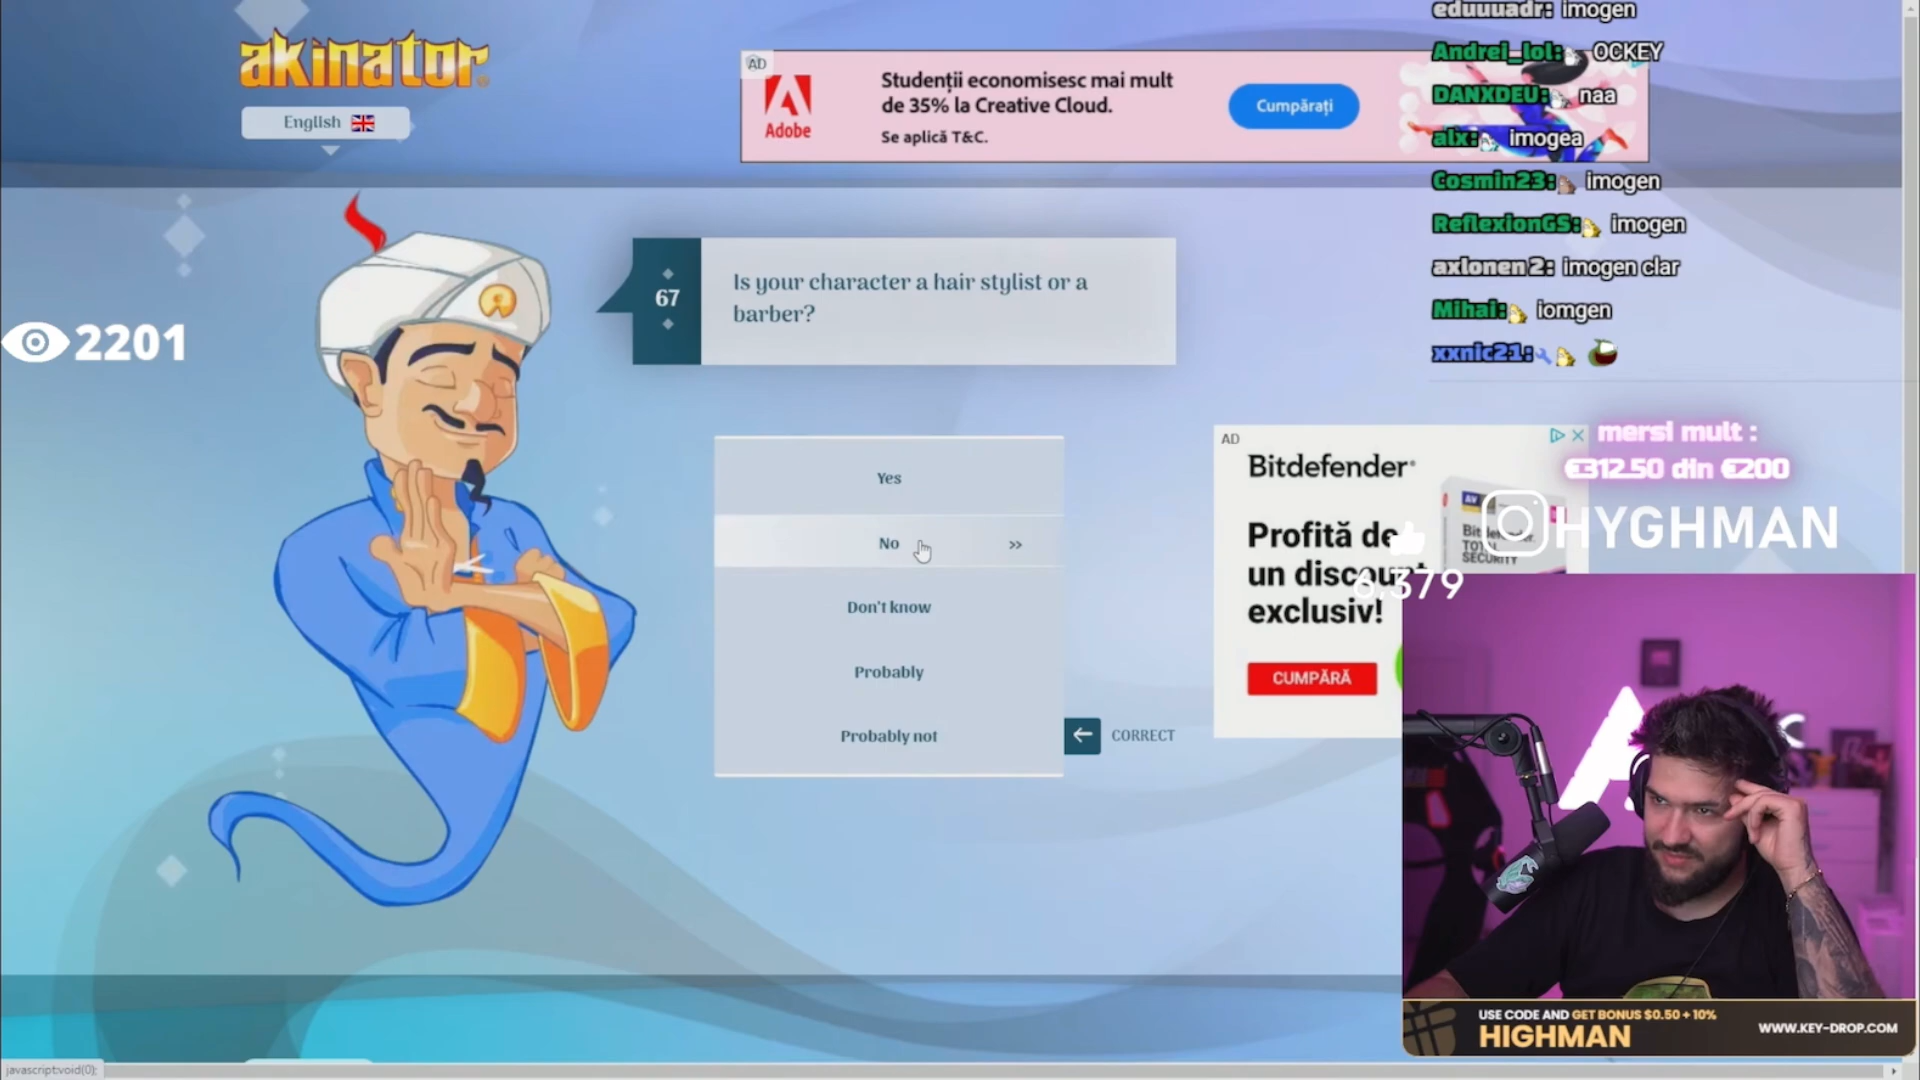 akinator
English
AD
Adobe
Studenții economisesc mai mult
de 35% la Creative Cloud.
Se aplică T&C.
Cumpărați
eduuuadr: imogen
Andrei_lol: OCKEY
DANXDEU: naa
alx: imogea
Cosmin23: imogen
ReflexionGS: imogen
axlonen2: imogen clar
Mihai: iomgen
xxnic21:
67
Is your character a hair stylist or a
barber?
2201
Yes
No >>
Don't know
Probably
Probably not
CORRECT
AD
Bitdefender
Profită de
un discount
exclusiv!
CUMPĂRĂ
mersi mult :
€312.50 din €200
HYGHMAN
6,379
USE CODE AND GET BONUS $0.50 + 10%
HIGHMAN
WWW.KEY-DROP.COM
javascript:void(0);